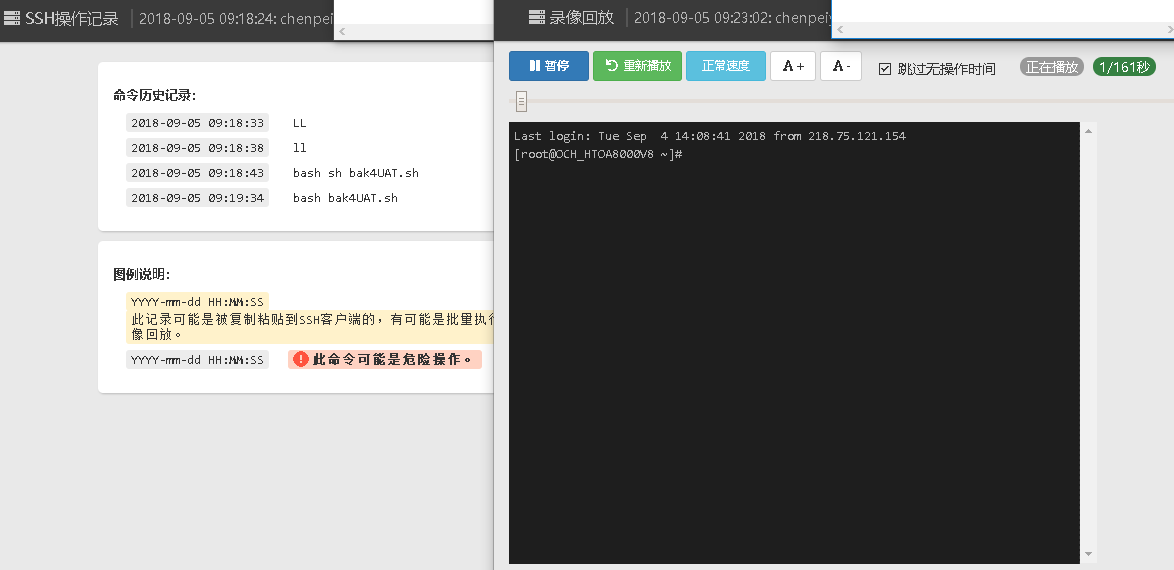 SSH操作记录
2018-09-05 09:18:24: chenpei
命令历史记录:
2018-09-05 09:18:33 LL
2018-09-05 09:18:38 ll
2018-09-05 09:18:43 bash sh bak4UAT.sh
2018-09-05 09:19:34 bash bak4UAT.sh
图例说明:
YYYY-mm-dd HH:MM:SS
此记录可能是被复制粘贴到SSH客户端的，有可能是批量执行
像回放。
YYYY-mm-dd HH:MM:SS 此命令可能是危险操作。
录像回放
2018-09-05 09:23:02: chenpeiy
暂停 重新播放 正常速度 A+ A- 跳过无操作时间 正在播放 1/161秒
Last login: Tue Sep  4 14:08:41 2018 from 218.75.121.154
[root@OCH_HTOA8000V8 ~]#